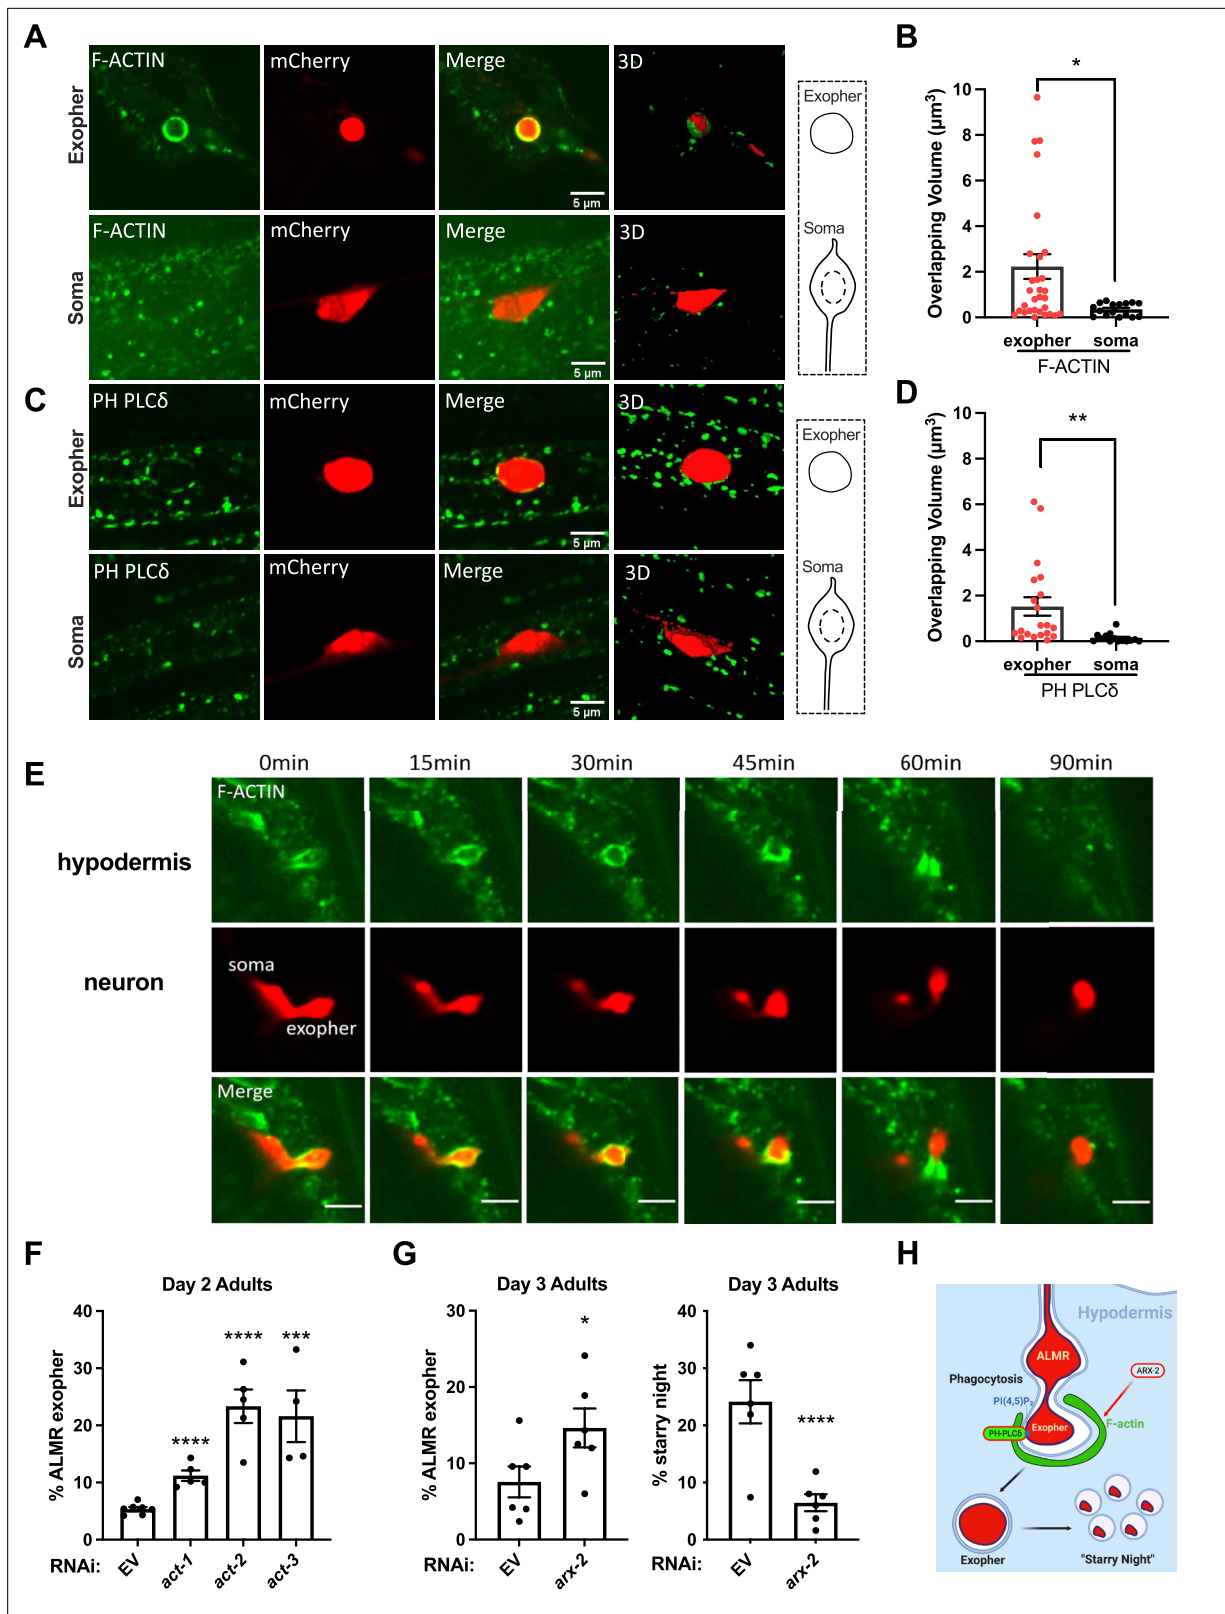 A
F-ACTIN
mCherry
Merge
3D
Exopher
5 µm
Exopher
Soma
F-ACTIN
mCherry
Merge
3D
Soma
5 µm
B
Overlapping Volume (µm³)
10
8
6
4
2
0
*
exopher
soma
F-ACTIN
C
PH PLCδ
mCherry
Merge
3D
Exopher
5 µm
Exopher
Soma
PH PLCδ
mCherry
Merge
3D
Soma
5 µm
D
Overlapping Volume (µm³)
10
8
6
4
2
0
**
exopher
soma
PH PLCδ
E
0min
15min
30min
45min
60min
90min
F-ACTIN
hypodermis
neuron
soma
exopher
Merge
F
Day 2 Adults
% ALMR exopher
40
30
20
10
0
****
****
***
RNAi:
EV
act-1
act-2
act-3
G
Day 3 Adults
% ALMR exopher
30
20
10
0
*
RNAi:
EV
arx-2
Day 3 Adults
% starry night
40
30
20
10
0
****
EV
arx-2
H
Hypodermis
ALMR
ARX-2
Phagocytosis
PI(4,5)P₂
F-actin
PH-PLCδ
Exopher
Exopher
"Starry Night"